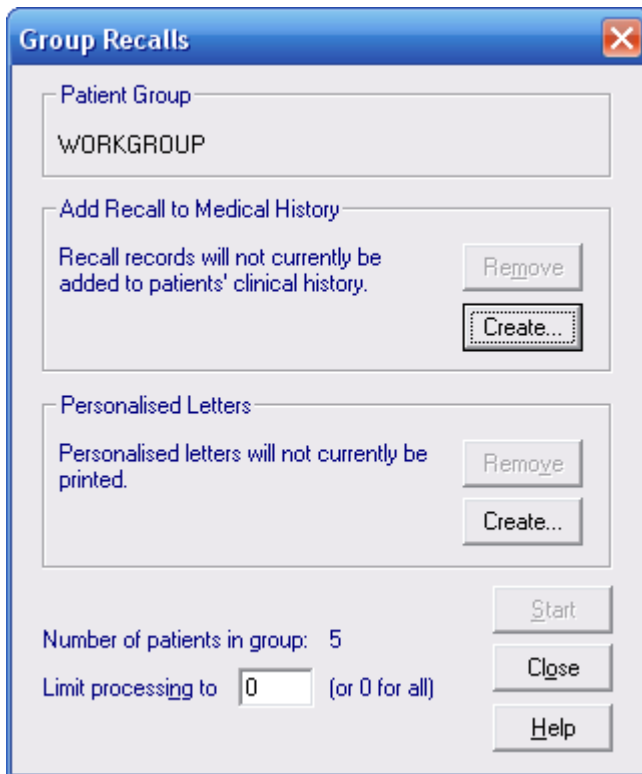 Group Recalls
Patient Group
WORKGROUP
Add Recall to Medical History
Recall records will not currently be
added to patients' clinical history.
Remove
Create...
Personalised Letters
Personalised letters will not currently be
printed.
Remove
Create...
Start
Number of patients in group: 5
Close
Limit processing to 0 (or 0 for all)
Help